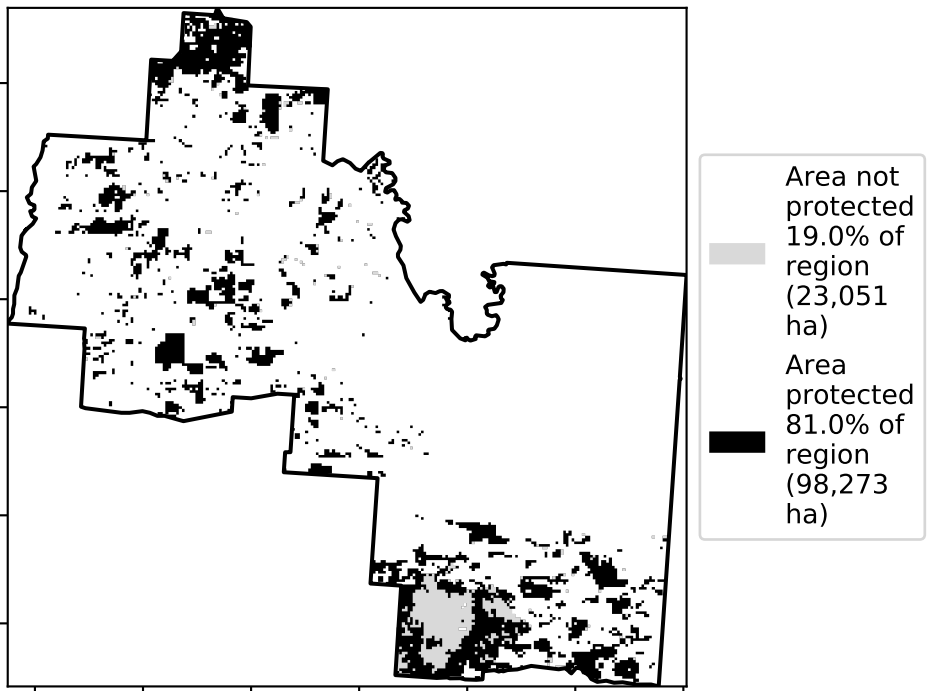 Area not
protected
19.0% of
region
(23,051
ha)
Area
protected
81.0% of
region
(98,273
ha)